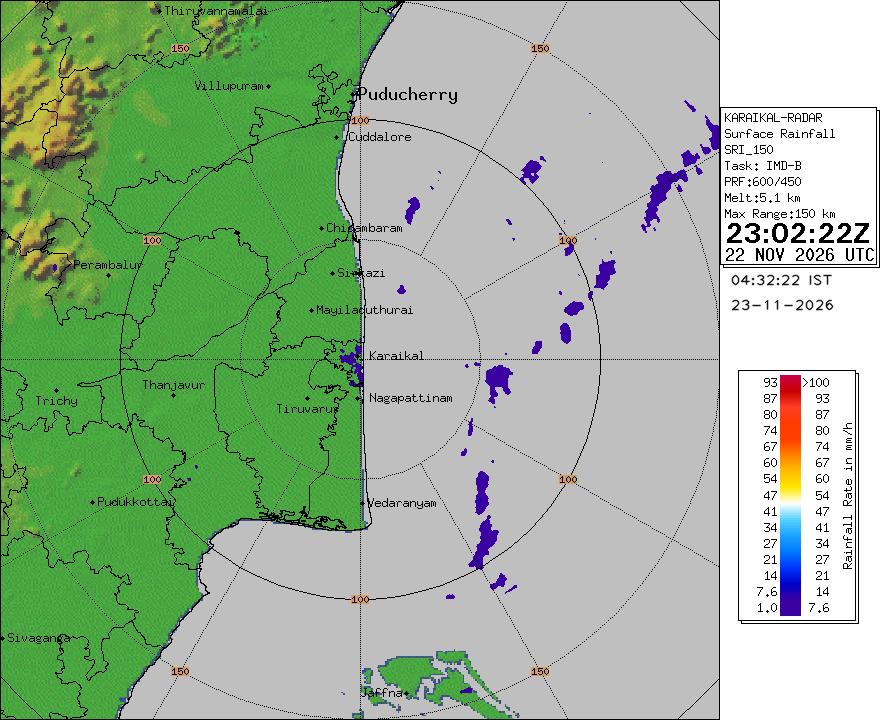 Thiruvannamalai
150
150
Villupuram
Puducherry
100
Cuddalore
Chidambaram
100
100
Perambalur
Sirkazi
Mayiladuthurai
Karaikal
Thanjavur
Trichy
Tiruvarur
Nagapattinam
100
100
Pudukkottai
Vedaranyam
100
Sivaganga
150
150
Jaffna
KARAIKAL-RADAR
Surface Rainfall
SRI_150
Task: IMD-B
PRF:600/450
Melt:5.1 km
Max Range:150 km
23:02:22Z
22 NOV 2026 UTC
04:32:22 IST
23-11-2026
93 >100
87 93
80 87
74 80
67 74
60 67
54 60
47 54
41 47
34 41
27 34
21 27
14 21
7.6 14
1.0 7.6
Rainfall Rate in mm/h